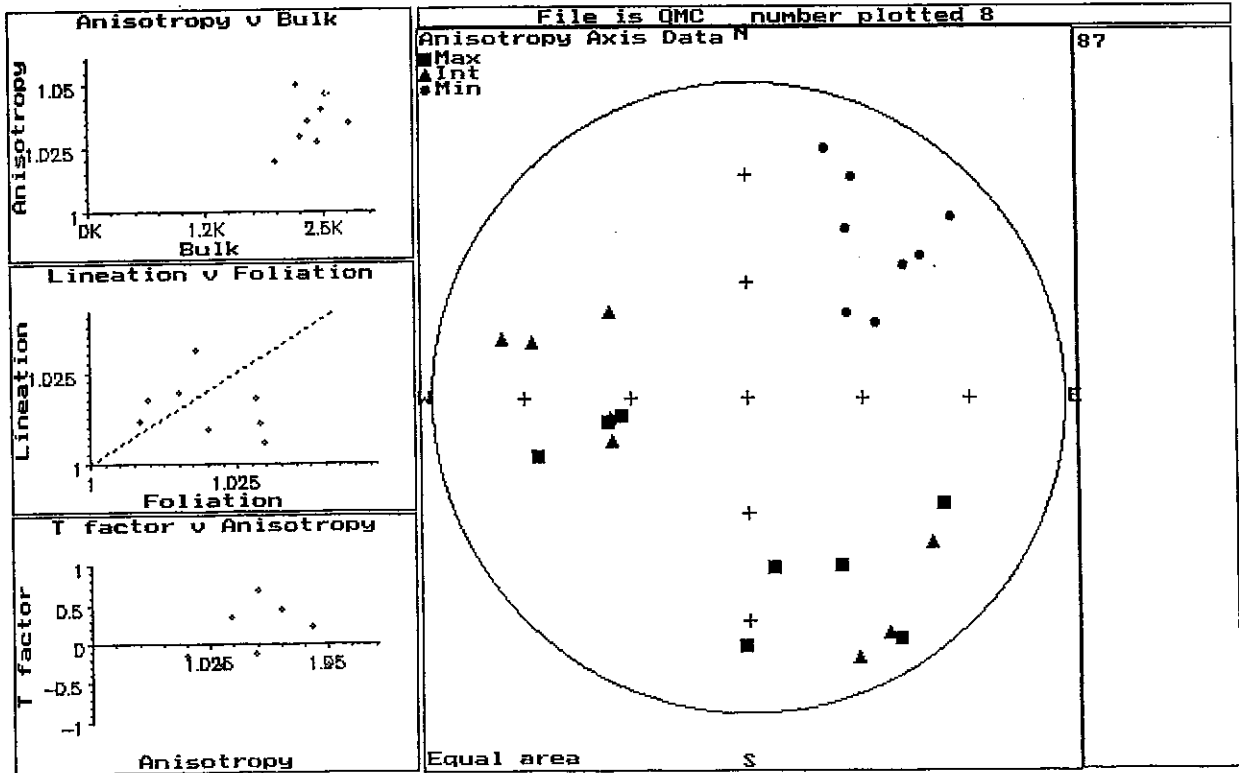 Anisotropy v Bulk
Anisotropy
1.05
1.025
1
0K 1.2K 2.5K
Bulk
Lineation v Foliation
Lineation
1.025
1
1 1.025
Foliation
T factor v Anisotropy
T factor
1
0.5
0
-0.5
-1
1.025 1.05
Anisotropy
File is QMC number plotted 8
Anisotropy Axis Data N
Max
Int
Min
W E
Equal area S
87